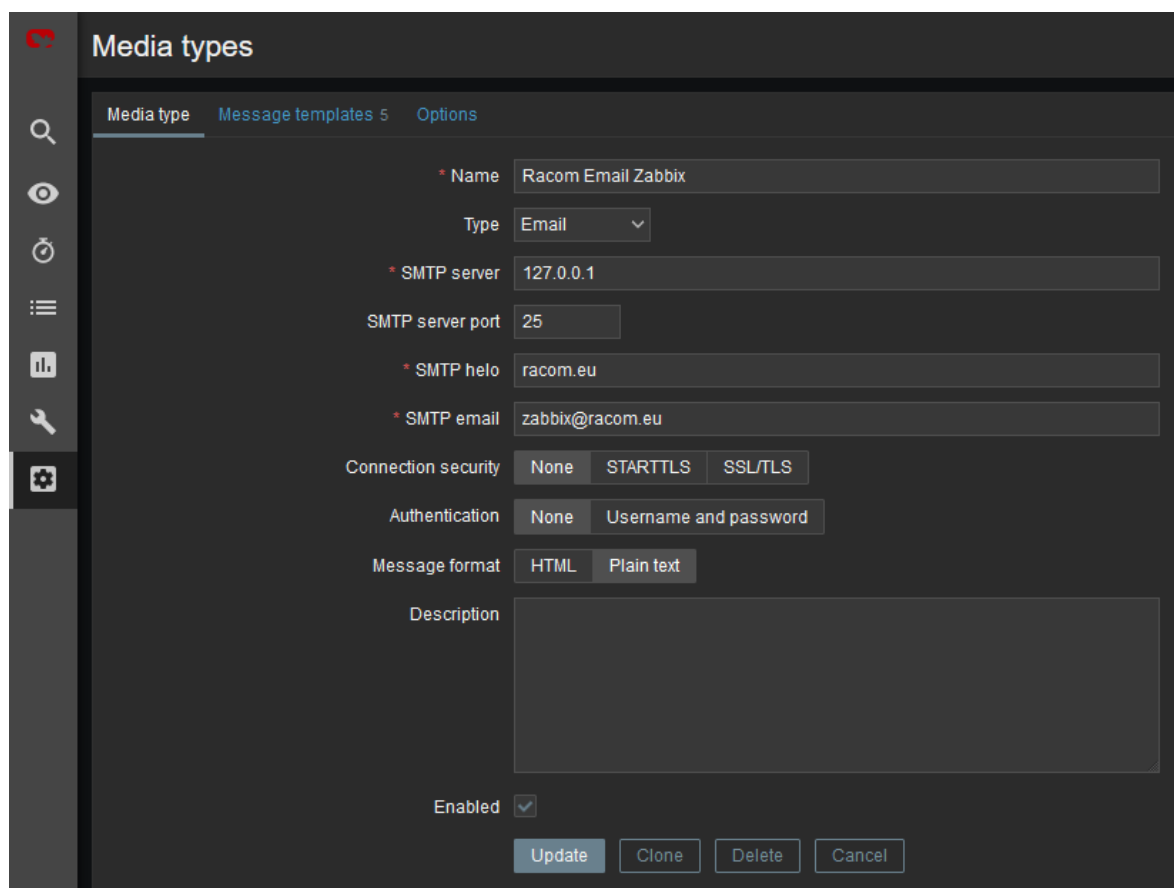 Media types
Media type Message templates 5 Options
* Name Racom Email Zabbix
Type Email
* SMTP server 127.0.0.1
SMTP server port 25
* SMTP helo racom.eu
* SMTP email zabbix@racom.eu
Connection security None STARTTLS SSL/TLS
Authentication None Username and password
Message format HTML Plain text
Description
Enabled
Update Clone Delete Cancel